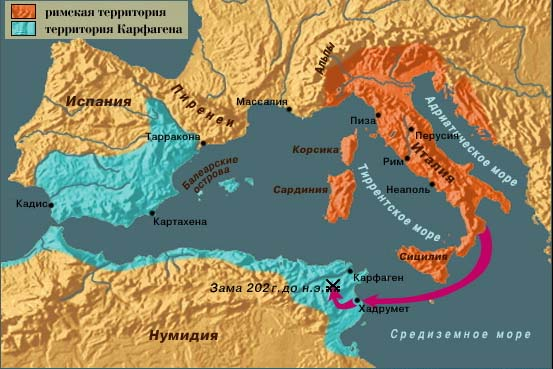 римская территория
территория Карфагена
Альпы
Испания
Пиренеи
Массалия
Пиза
Адриатическое море
Перусия
Италия
Тарракона
Корсика
Рим
Балеарские
острова
Сардиния
Тиррентское море
Неаполь
Кадис
Картахена
Сицилия
Карфаген
Зама 202г. до н.э.
Хадрумет
Нумидия
Средиземное море